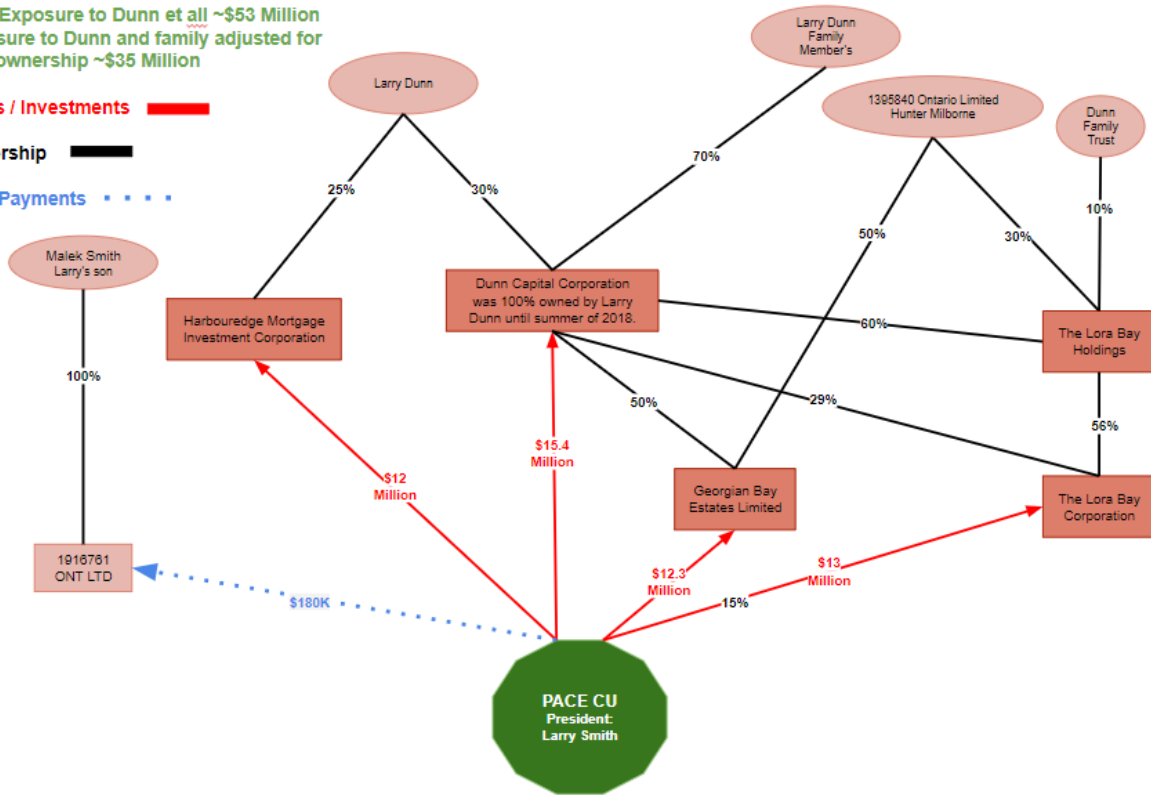 Exposure to Dunn et all ~$53 Million
sure to Dunn and family adjusted for
ownership ~$35 Million
s / Investments
rship
Payments
Larry Dunn
Larry Dunn
Family
Member's
1395840 Ontario Limited
Hunter Milborne
Dunn
Family
Trust
25%
30%
70%
50%
30%
10%
Malek Smith
Larry's son
Harbouredge Mortgage
Investment Corporation
Dunn Capital Corporation
was 100% owned by Larry
Dunn until summer of 2018.
60%
The Lora Bay
Holdings
100%
50%
29%
56%
$12
Million
$15.4
Million
Georgian Bay
Estates Limited
The Lora Bay
Corporation
1916761
ONT LTD
$180K
$12.3
Million
$13
Million
15%
PACE CU
President:
Larry Smith